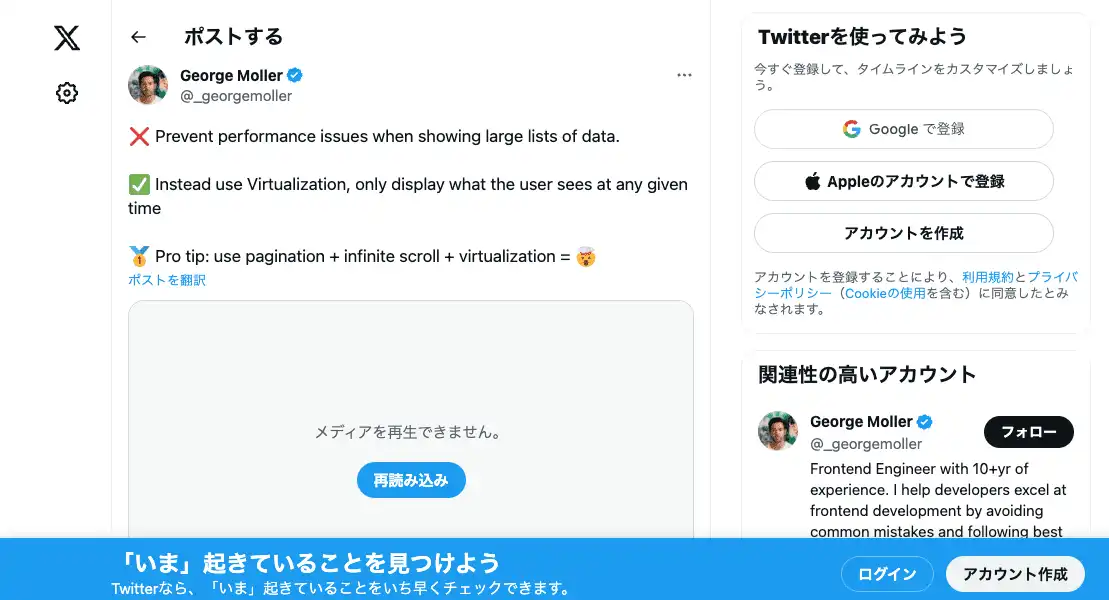 ポストする
George Moller
@_georgemoller
❌ Prevent performance issues when showing large lists of data.
✅ Instead use Virtualization, only display what the user sees at any given
time
🥇 Pro tip: use pagination + infinite scroll + virtualization = 🤯
ポストを翻訳
メディアを再生できません。
再読み込み
Twitterを使ってみよう
今すぐ登録して、タイムラインをカスタマイズしましょ
う。
Google で登録
Appleのアカウントで登録
アカウントを作成
アカウントを登録することにより、利用規約とプライバ
シーポリシー（Cookieの使用を含む）に同意したとみ
なされます。
関連性の高いアカウント
George Moller
@_georgemoller
フォロー
Frontend Engineer with 10+yr of
experience. I help developers excel at
frontend development by avoiding
common mistakes and following best
「いま」起きていることを見つけよう
Twitterなら、「いま」起きていることをいち早くチェックできます。
ログイン
アカウント作成